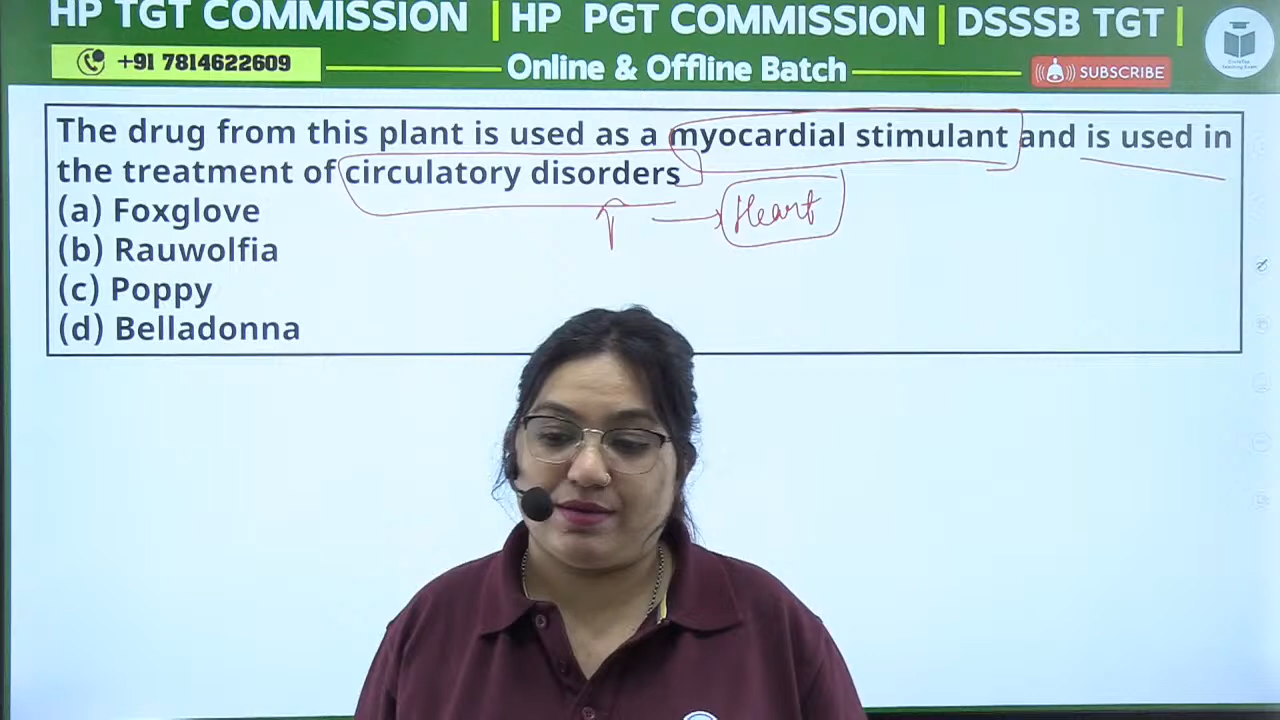 HP TGT COMMISSION | HP PGT COMMISSION | DSSSB TGT |
+91 7814622609 Online & Offline Batch SUBSCRIBE
The drug from this plant is used as a myocardial stimulant and is used in
the treatment of circulatory disorders
Heart
(a) Foxglove
(b) Rauwolfia
(c) Poppy
(d) Belladonna